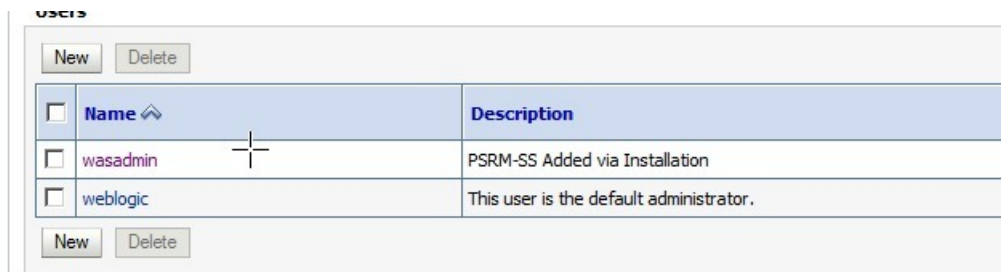 Users
New Delete
Name Description
wasadmin PSRM-SS Added via Installation
weblogic This user is the default administrator.
New Delete